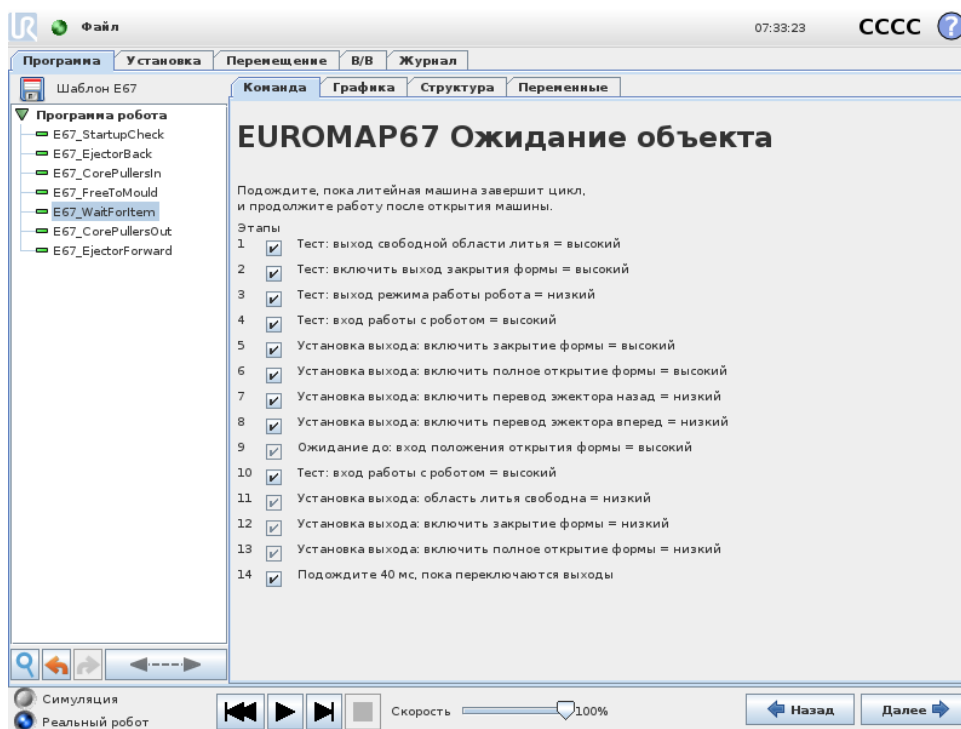 UR Файл 07:33:23 CCCC ?
Программа Установка Перемещение В/В Журнал
Шаблон E67
Команда Графика Структура Переменные
Программа робота
E67_StartupCheck
E67_EjectorBack
E67_CorePullersIn
E67_FreeToMould
E67_WaitForItem
E67_CorePullersOut
E67_EjectorForward
EUROMAP67 Ожидание объекта
Подождите, пока литейная машина завершит цикл,
и продолжите работу после открытия машины.
Этапы
1 Тест: выход свободной области литья = высокий
2 Тест: включить выход закрытия формы = высокий
3 Тест: выход режима работы робота = низкий
4 Тест: вход работы с роботом = высокий
5 Установка выхода: включить закрытие формы = высокий
6 Установка выхода: включить полное открытие формы = высокий
7 Установка выхода: включить перевод эжектора назад = низкий
8 Установка выхода: включить перевод эжектора вперед = низкий
9 Ожидание до: вход положения открытия формы = высокий
10 Тест: вход работы с роботом = высокий
11 Установка выхода: область литья свободна = низкий
12 Установка выхода: включить закрытие формы = низкий
13 Установка выхода: включить полное открытие формы = низкий
14 Подождите 40 мс, пока переключаются выходы
Симуляция
Реальный робот
Скорость 100%
Назад Далее